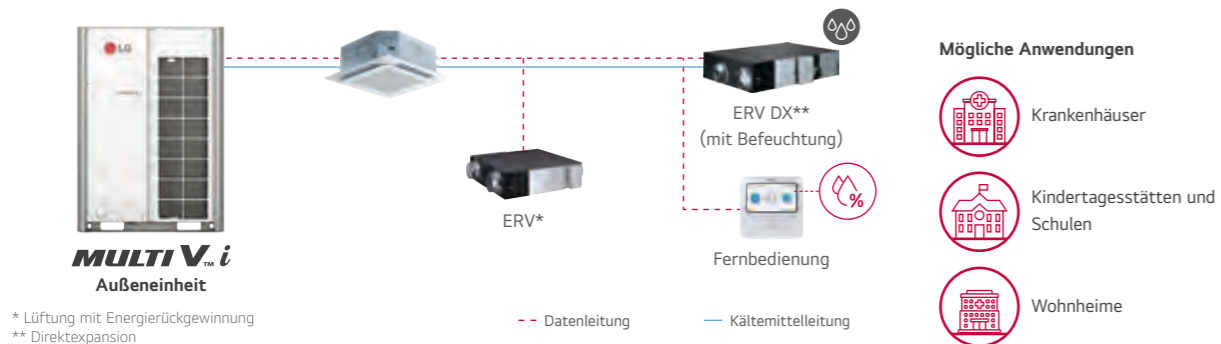 LG
MULTI V™ i
Außeneinheit
* Lüftung mit Energierückgewinnung
** Direktexpansion
ERV*
ERV DX**
(mit Befeuchtung)
%
Fernbedienung
-- Datenleitung
— Kältemittelleitung
Mögliche Anwendungen
Krankenhäuser
Kindertagesstätten und
Schulen
Wohnheime